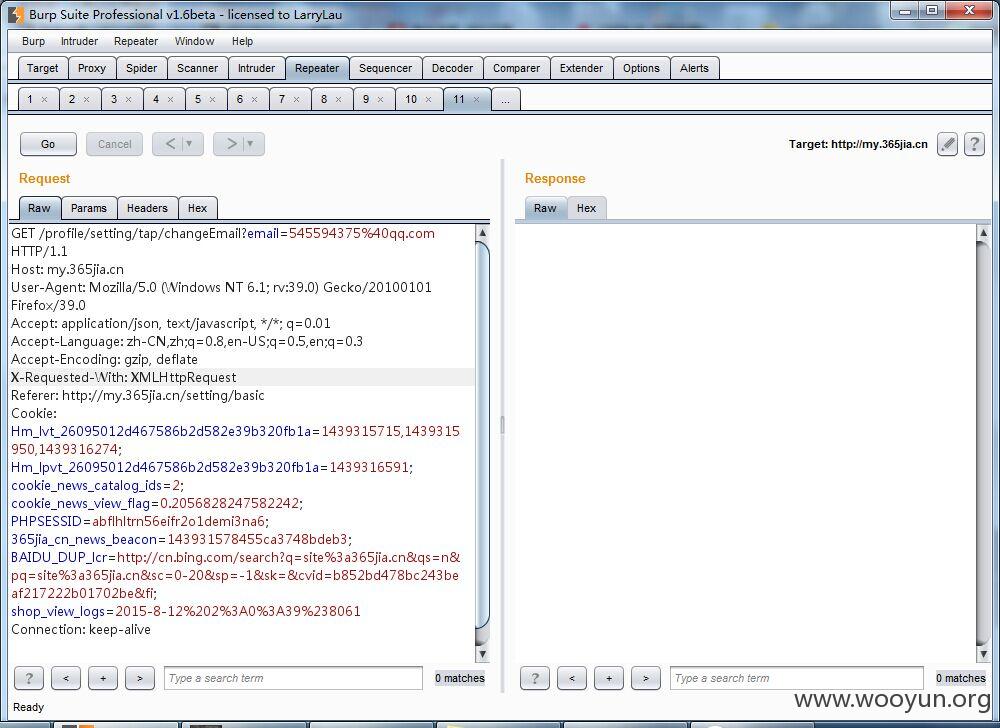 Burp Suite Professional v1.6beta - licensed to LarryLau
Burp Intruder Repeater Window Help
Target Proxy Spider Scanner Intruder Repeater Sequencer Decoder Comparer Extender Options Alerts
1 × 2 × 3 × 4 × 5 × 6 × 7 × 8 × 9 × 10 × 11 × ...
Go Cancel < > Target: http://my.365jia.cn ?
Request Response
Raw Params Headers Hex Raw Hex
GET /profile/setting/tap/changeEmail?email=545594375%40qq.com
HTTP/1.1
Host: my.365jia.cn
User-Agent: Mozilla/5.0 (Windows NT 6.1; rv:39.0) Gecko/20100101
Firefox/39.0
Accept: application/json, text/javascript, */*; q=0.01
Accept-Language: zh-CN,zh;q=0.8,en-US;q=0.5,en;q=0.3
Accept-Encoding: gzip, deflate
X-Requested-With: XMLHttpRequest
Referer: http://my.365jia.cn/setting/basic
Cookie:
Hm_lvt_26095012d467586b2d582e39b320fb1a=1439315715,1439315
950,1439316274;
Hm_lpvt_26095012d467586b2d582e39b320fb1a=1439316591;
cookie_news_catalog_ids=2;
cookie_news_view_flag=0.2056828247582242;
PHPSESSID=abflhltrn56eifr2o1demi3na6;
365jia_cn_news_beacon=143931578455ca3748bdeb3;
BAIDU_DUP_lcr=http://cn.bing.com/search?q=site%3a365jia.cn&qs=n&
pq=site%3a365jia.cn&sc=0-20&sp=-1&sk=&cvid=b852bd478bc243be
af217222b01702be&fi;
shop_view_logs=2015-8-12%202%3A0%3A39%238061
Connection: keep-alive
? < + > Type a search term 0 matches ? < + > Type a search term 0 matches
Ready
www.wooyun.org